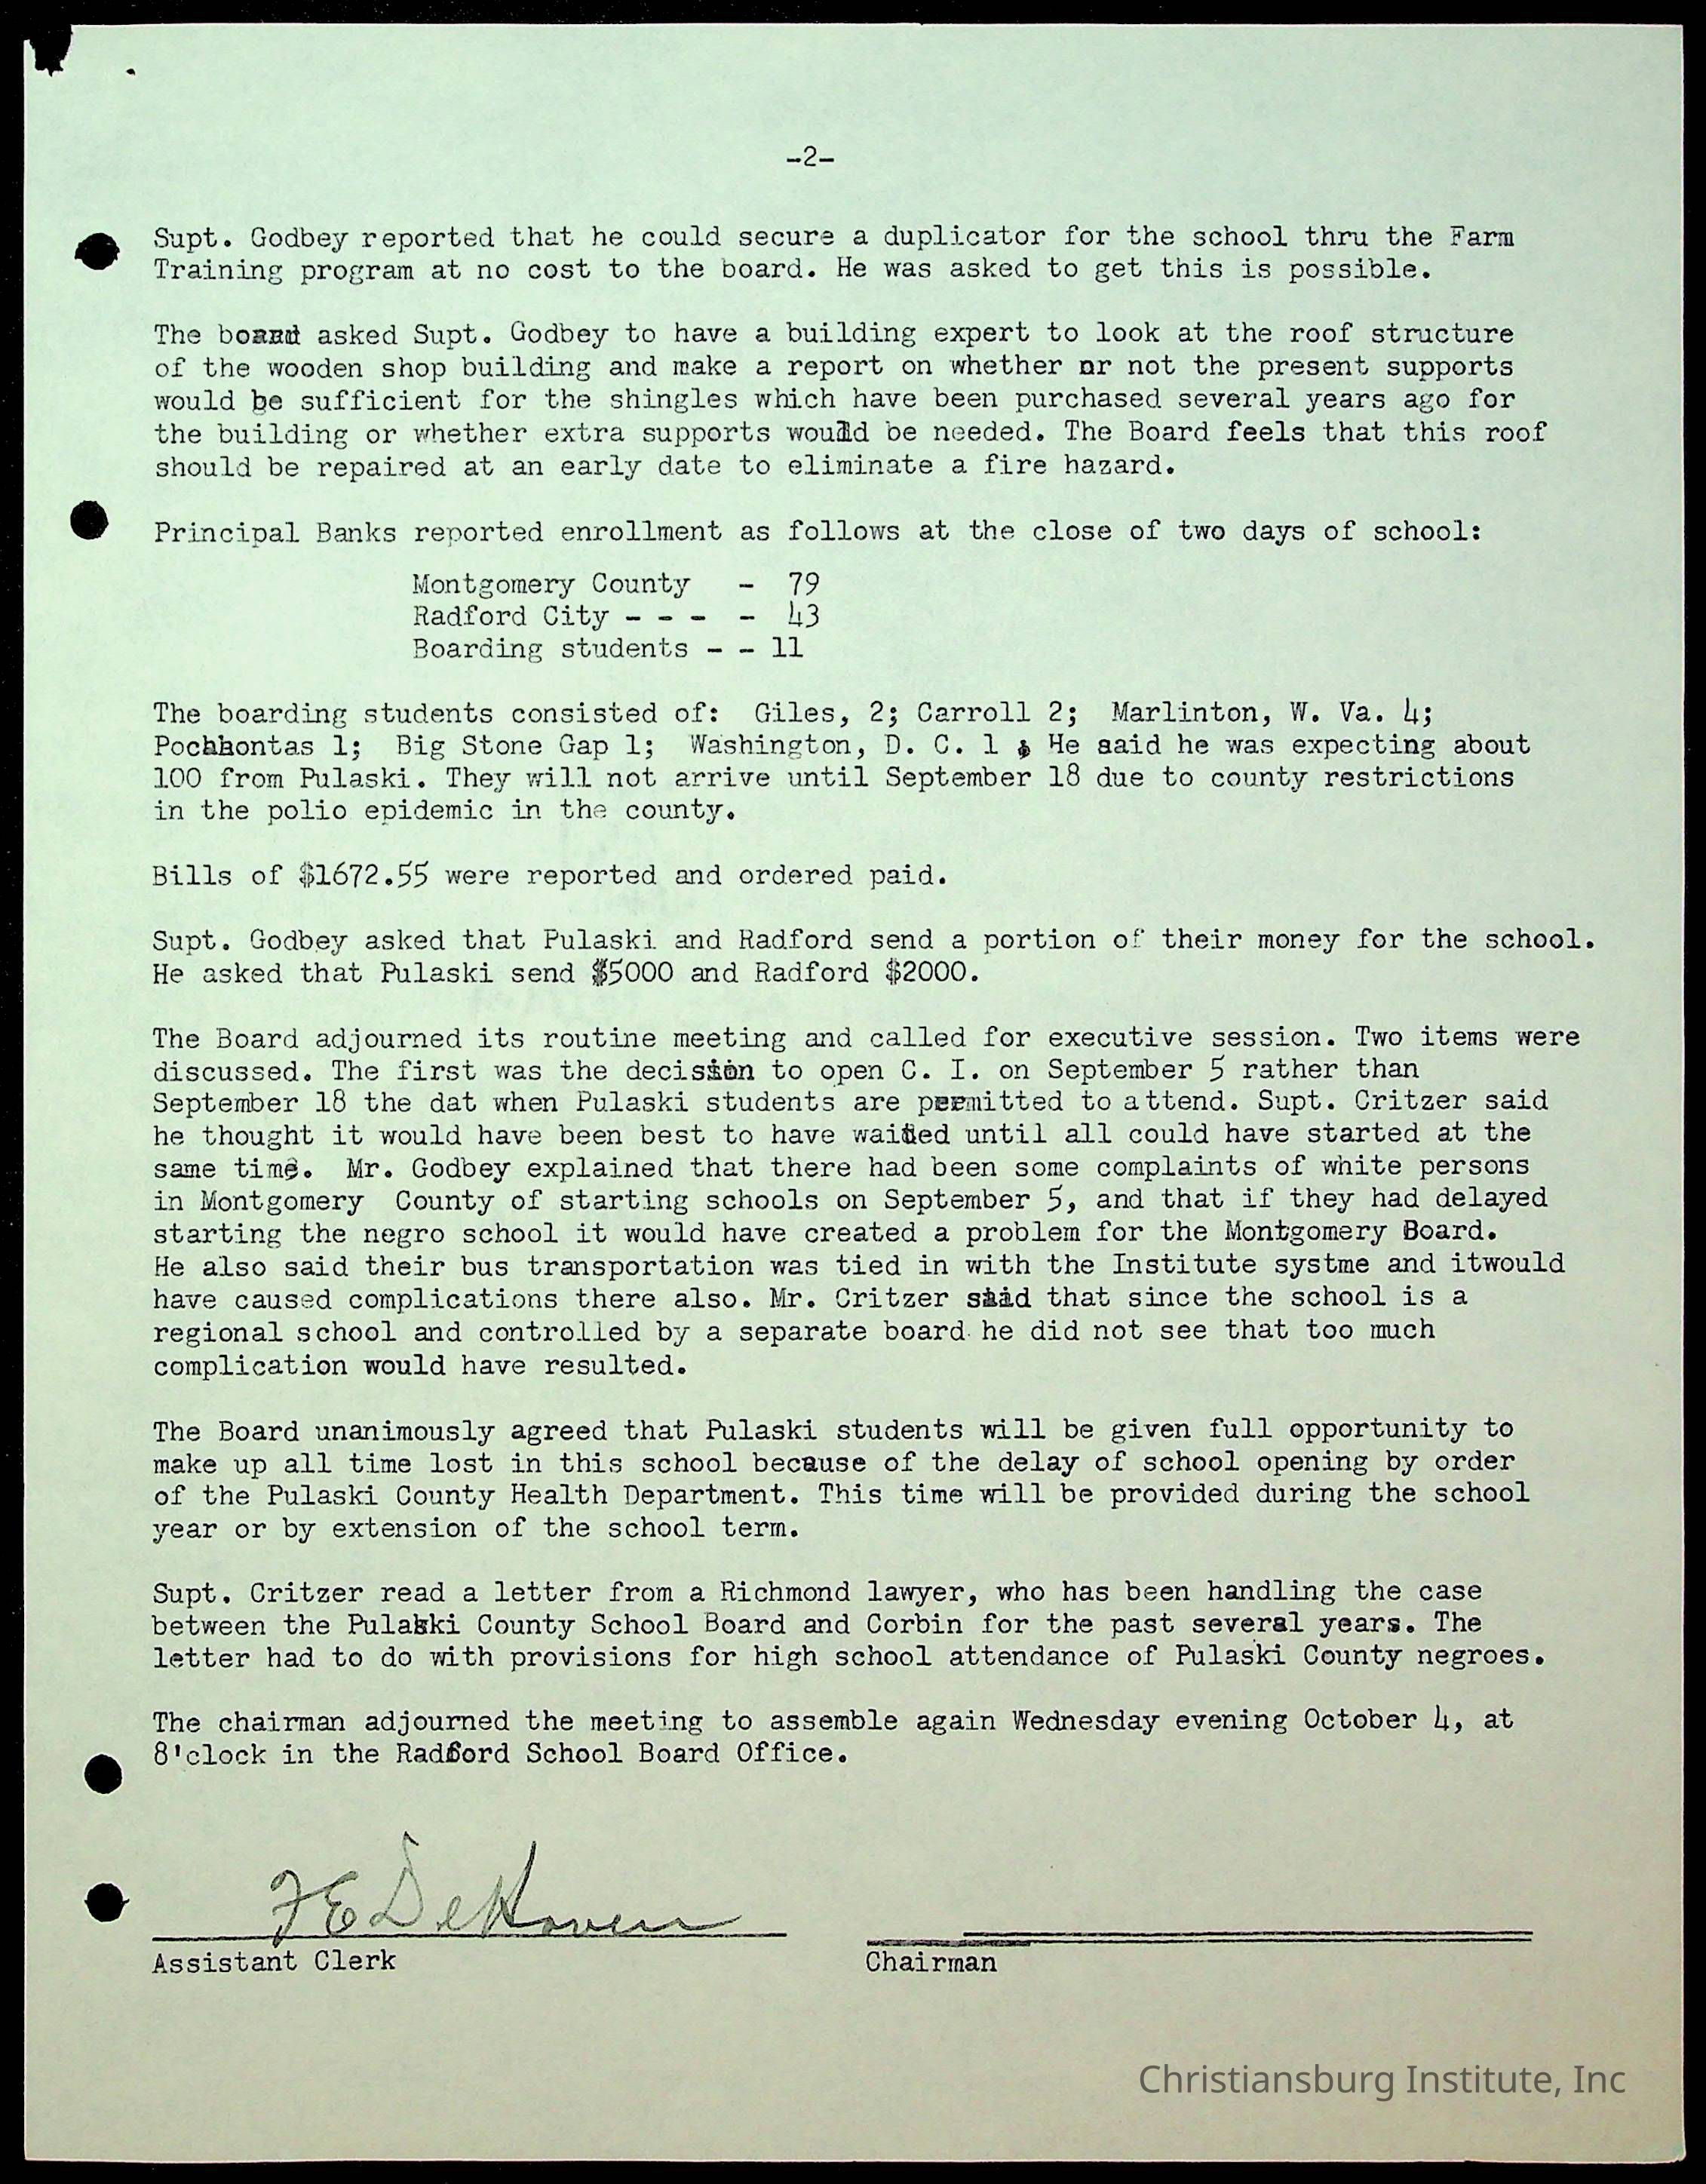 -2-
Supt. Godbey reported that he could secure a duplicator for the school thru the Farm
Training program at no cost to the board. He was asked to get this is possible.
The board asked Supt. Godbey to have a building expert to look at the roof structure
of the wooden shop building and make a report on whether or not the present supports
would be sufficient for the shingles which have been purchased several years ago for
the building or whether extra supports would be needed. The Board feels that this roof
should be repaired at an early date to eliminate a fire hazard.
Principal Banks reported enrollment as follows at the close of two days of school:
Montgomery County - 79
Radford City - - - - 43
Boarding students - - 11
The boarding students consisted of: Giles, 2; Carroll 2; Marlinton, W. Va. 4;
Pochhontas 1; Big Stone Gap 1; Washington, D. C. 1 . He said he was expecting about
100 from Pulaski. They will not arrive until September 18 due to county restrictions
in the polio epidemic in the county.
Bills of $1672.55 were reported and ordered paid.
Supt. Godbey asked that Pulaski and Radford send a portion of their money for the school.
He asked that Pulaski send $5000 and Radford $2000.
The Board adjourned its routine meeting and called for executive session. Two items were
discussed. The first was the decision to open C. I. on September 5 rather than
September 18 the dat when Pulaski students are permitted to attend. Supt. Critzer said
he thought it would have been best to have waited until all could have started at the
same time. Mr. Godbey explained that there had been some complaints of white persons
in Montgomery County of starting schools on September 5, and that if they had delayed
starting the negro school it would have created a problem for the Montgomery Board.
He also said their bus transportation was tied in with the Institute systme and itwould
have caused complications there also. Mr. Critzer said that since the school is a
regional school and controlled by a separate board he did not see that too much
complication would have resulted.
The Board unanimously agreed that Pulaski students will be given full opportunity to
make up all time lost in this school because of the delay of school opening by order
of the Pulaski County Health Department. This time will be provided during the school
year or by extension of the school term.
Supt. Critzer read a letter from a Richmond lawyer, who has been handling the case
between the Pulaski County School Board and Corbin for the past several years. The
letter had to do with provisions for high school attendance of Pulaski County negroes.
The chairman adjourned the meeting to assemble again Wednesday evening October 4, at
8'clock in the Radford School Board Office.
F E DeHaven
Assistant Clerk
Chairman
Christiansburg Institute, Inc